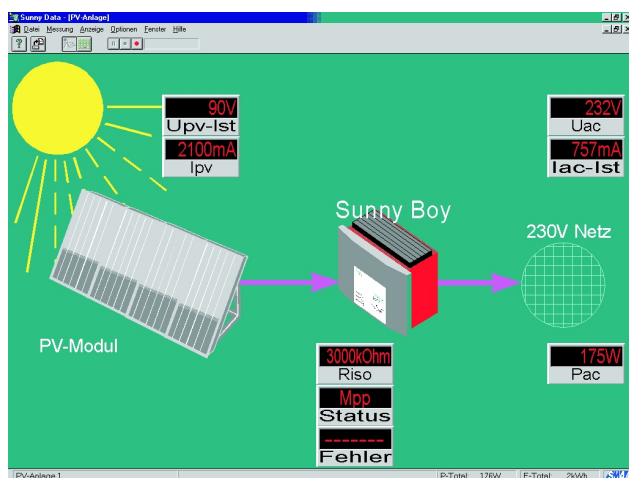 Sunny Data - [PV-Anlage]
Datei Messung Anzeige Optionen Fenster Hilfe
90V
Upv-Ist
2100mA
Ipv
232V
Uac
757mA
Iac-Ist
Sunny Boy
230V Netz
PV-Modul
3000kOhm
Riso
Mpp
Status
-------
Fehler
175W
Pac
PV-Anlage 1 P-Total: 176W E-Total: 2kWh SMA